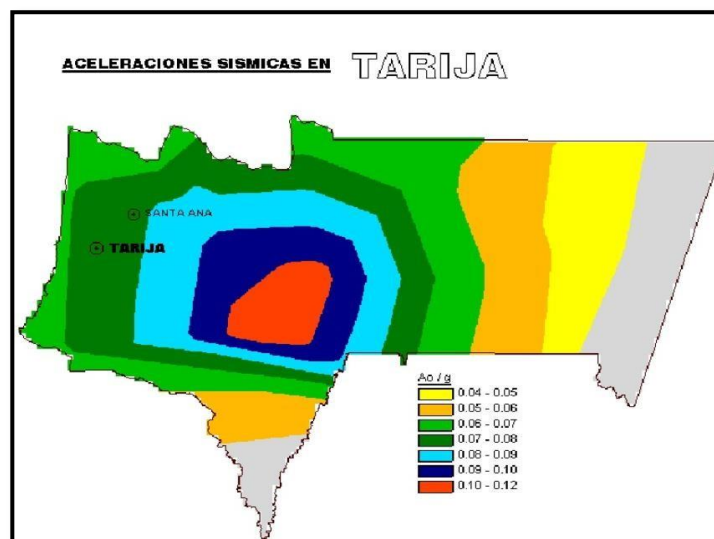 ACELERACIONES SISMICAS EN TARIJA
SANTA ANA
TARIJA
Ao / g
0.04 - 0.05
0.05 - 0.06
0.06 - 0.07
0.07 - 0.08
0.08 - 0.09
0.09 - 0.10
0.10 - 0.12